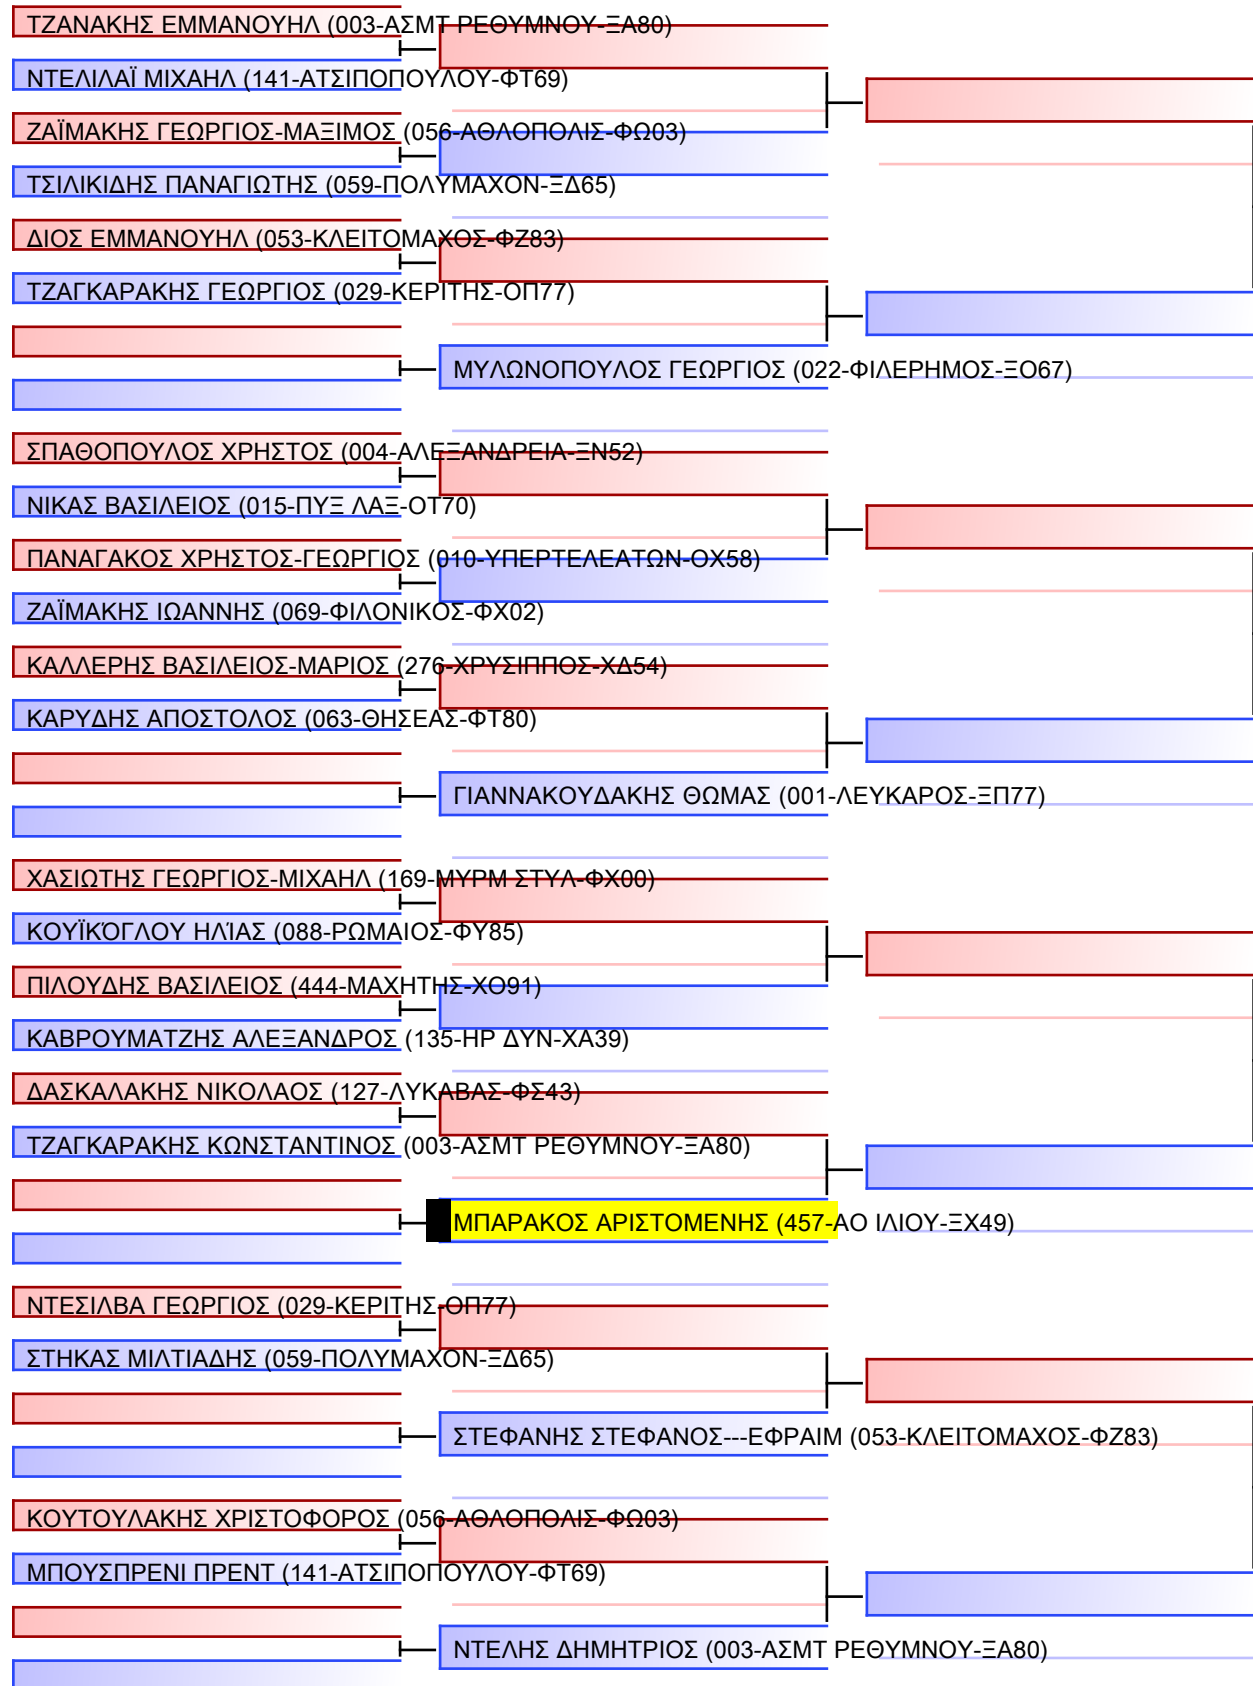 ΤΖΑΝΑΚΗΣ ΕΜΜΑΝΟΥΗΛ (003-ΑΣΜΤ ΡΕΘΥΜΝΟΥ-ΞΑ80)
ΝΤΕΛΙΛΑΪ ΜΙΧΑΗΛ (141-ΑΤΣΙΠΟΠΟΥΛΟΥ-ΦΤ69)
ΖΑΪΜΑΚΗΣ ΓΕΩΡΓΙΟΣ-ΜΑΞΙΜΟΣ (056-ΑΘΛΟΠΟΛΙΣ-ΦΩ03)
ΤΣΙΛΙΚΙΔΗΣ ΠΑΝΑΓΙΩΤΗΣ (059-ΠΟΛΥΜΑΧΟΝ-ΞΔ65)
ΔΙΟΣ ΕΜΜΑΝΟΥΗΛ (053-ΚΛΕΙΤΟΜΑΧΟΣ-ΦΖ83)
ΤΖΑΓΚΑΡΑΚΗΣ ΓΕΩΡΓΙΟΣ (029-ΚΕΡΙΤΗΣ-ΟΠ77)
ΜΥΛΩΝΟΠΟΥΛΟΣ ΓΕΩΡΓΙΟΣ (022-ΦΙΛΕΡΗΜΟΣ-ΞΟ67)
ΣΠΑΘΟΠΟΥΛΟΣ ΧΡΗΣΤΟΣ (004-ΑΛΕΞΑΝΔΡΕΙΑ-ΞΝ52)
ΝΙΚΑΣ ΒΑΣΙΛΕΙΟΣ (015-ΠΥΞ ΛΑΞ-ΟΤ70)
ΠΑΝΑΓΑΚΟΣ ΧΡΗΣΤΟΣ-ΓΕΩΡΓΙΟΣ (010-ΥΠΕΡΤΕΛΕΑΤΩΝ-ΟΧ58)
ΖΑΪΜΑΚΗΣ ΙΩΑΝΝΗΣ (069-ΦΙΛΟΝΙΚΟΣ-ΦΧ02)
ΚΑΛΛΕΡΗΣ ΒΑΣΙΛΕΙΟΣ-ΜΑΡΙΟΣ (276-ΧΡΥΣΙΠΠΟΣ-ΧΔ54)
ΚΑΡΥΔΗΣ ΑΠΟΣΤΟΛΟΣ (063-ΘΗΣΕΑΣ-ΦΤ80)
ΓΙΑΝΝΑΚΟΥΔΑΚΗΣ ΘΩΜΑΣ (001-ΛΕΥΚΑΡΟΣ-ΞΠ77)
ΧΑΣΙΩΤΗΣ ΓΕΩΡΓΙΟΣ-ΜΙΧΑΗΛ (169-ΜΥΡΜ ΣΤΥΛ-ΦΧ00)
ΚΟΥΪΚΌΓΛΟΥ ΗΛΊΑΣ (088-ΡΩΜΑΙΟΣ-ΦΥ85)
ΠΙΛΟΥΔΗΣ ΒΑΣΙΛΕΙΟΣ (444-ΜΑΧΗΤΗΣ-ΧΟ91)
ΚΑΒΡΟΥΜΑΤΖΗΣ ΑΛΕΞΑΝΔΡΟΣ (135-ΗΡ ΔΥΝ-ΧΑ39)
ΔΑΣΚΑΛΑΚΗΣ ΝΙΚΟΛΑΟΣ (127-ΛΥΚΑΒΑΣ-ΦΣ43)
ΤΖΑΓΚΑΡΑΚΗΣ ΚΩΝΣΤΑΝΤΙΝΟΣ (003-ΑΣΜΤ ΡΕΘΥΜΝΟΥ-ΞΑ80)
ΜΠΑΡΑΚΟΣ ΑΡΙΣΤΟΜΕΝΗΣ (457-ΑΟ ΙΛΙΟΥ-ΞΧ49)
ΝΤΕΣΙΛΒΑ ΓΕΩΡΓΙΟΣ (029-ΚΕΡΙΤΗΣ-ΟΠ77)
ΣΤΗΚΑΣ ΜΙΛΤΙΑΔΗΣ (059-ΠΟΛΥΜΑΧΟΝ-ΞΔ65)
ΣΤΕΦΑΝΗΣ ΣΤΕΦΑΝΟΣ---ΕΦΡΑΙΜ (053-ΚΛΕΙΤΟΜΑΧΟΣ-ΦΖ83)
ΚΟΥΤΟΥΛΑΚΗΣ ΧΡΙΣΤΟΦΟΡΟΣ (056-ΑΘΛΟΠΟΛΙΣ-ΦΩ03)
ΜΠΟΥΣΠΡΕΝΙ ΠΡΕΝΤ (141-ΑΤΣΙΠΟΠΟΥΛΟΥ-ΦΤ69)
ΝΤΕΛΗΣ ΔΗΜΗΤΡΙΟΣ (003-ΑΣΜΤ ΡΕΘΥΜΝΟΥ-ΞΑ80)